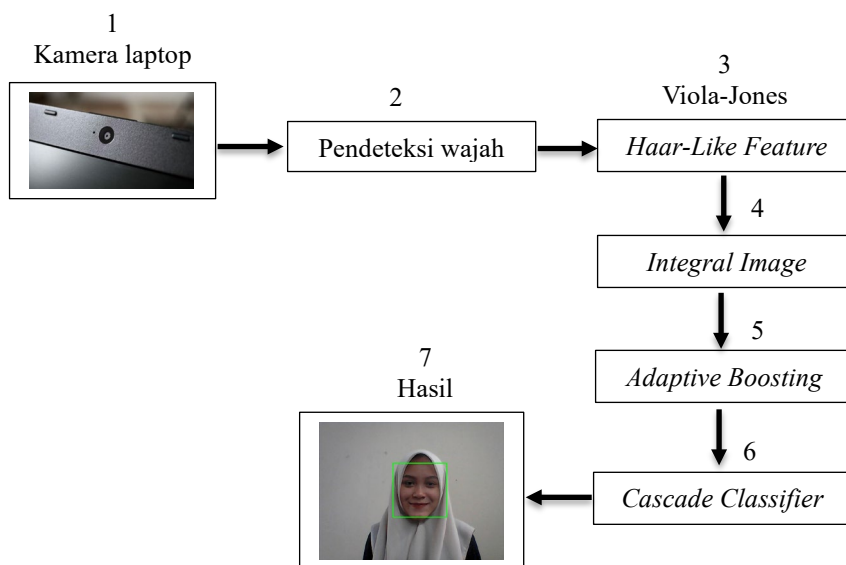 1
Kamera laptop
2
Pendeteksi wajah
3
Viola-Jones
Haar-Like Feature
4
Integral Image
5
Adaptive Boosting
6
Cascade Classifier
7
Hasil